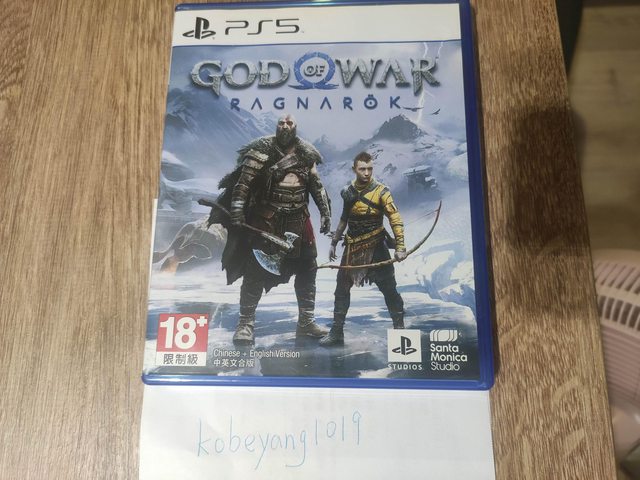 PS5
GOD OF WAR
RAGNARÖK
18+
限制級
Chinese + English Version
中英文合版
STUDIOS
Santa
Monica
Studio
kobeyang1019